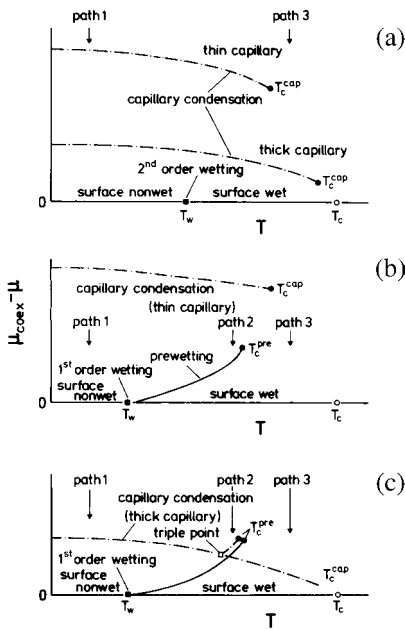 path 1 path 3
(a)
thin capillary
T_c^cap
capillary condensation
thick capillary
2nd order wetting
T_c^cap
surface nonwet surface wet
0
T_w T_c
T
μ_coex − μ
(b)
T_c^cap
capillary condensation
(thin capillary)
path 1 path 2 path 3
T_c^pre
prewetting
1st order wetting
surface
nonwet
surface wet
0
T_w T_c
T
(c)
path 1 path 2 path 3
capillary condensation
(thick capillary)
T_c^pre
triple point
1st order wetting
T_c^cap
surface
nonwet
surface wet
0
T_w T_c
T